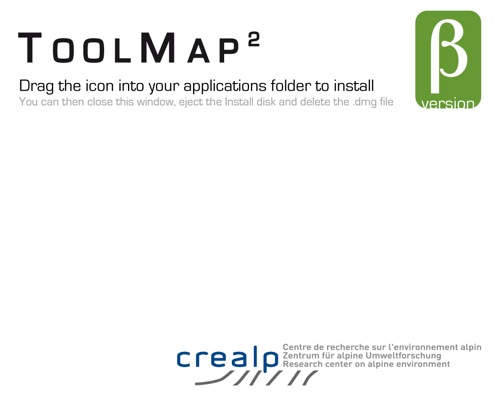 TOOLMAP²
Drag the icon into your applications folder to install
You can then close this window, eject the Install disk and delete the .dmg file
β
version
crealp
Centre de recherche sur l'environnement alpin
Zentrum für alpine Umweltforschung
Research center on alpine environment